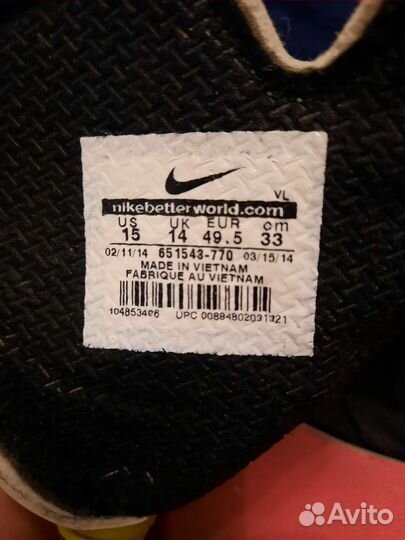 VL
nikebetterworld.com
US UK EUR cm
15 14 49.5 33
02/11/14 651543-770 03/15/14
MADE IN VIETNAM
FABRIQUE AU VIETNAM
104853496 UPC 00884802031321
Avito